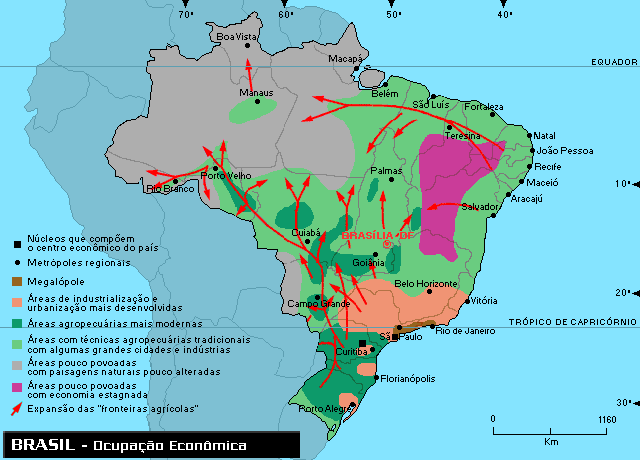 70°
60°
50°
40°
Boa Vista
Macapá
EQUADOR
Manaus
Belém
São Luís
Fortaleza
Teresina
Natal
João Pessoa
Porto Velho
Palmas
Recife
Rio Branco
Maceió
10°
Aracajú
Salvador
Cuiabá
BRASÍLIA-DF
Goiânia
Belo Horizonte
20°
Campo Grande
Vitória
TRÓPICO DE CAPRICÓRNIO
Rio de Janeiro
São Paulo
Curitiba
Florianópolis
Porto Alegre
30°
Núcleos que compõem
o centro econômico do país
Metrópoles regionais
Megalópole
Áreas de industrialização e
urbanização mais desenvolvidas
Áreas agropecuárias mais modernas
Áreas com técnicas agropecuárias tradicionais
com algumas grandes cidades e indústrias
Áreas pouco povoadas
com paisagens naturais pouco alteradas
Áreas pouco povoadas
com economia estagnada
Expansão das "fronteiras agrícolas"
0 1160
Km
BRASIL - Ocupação Econômica